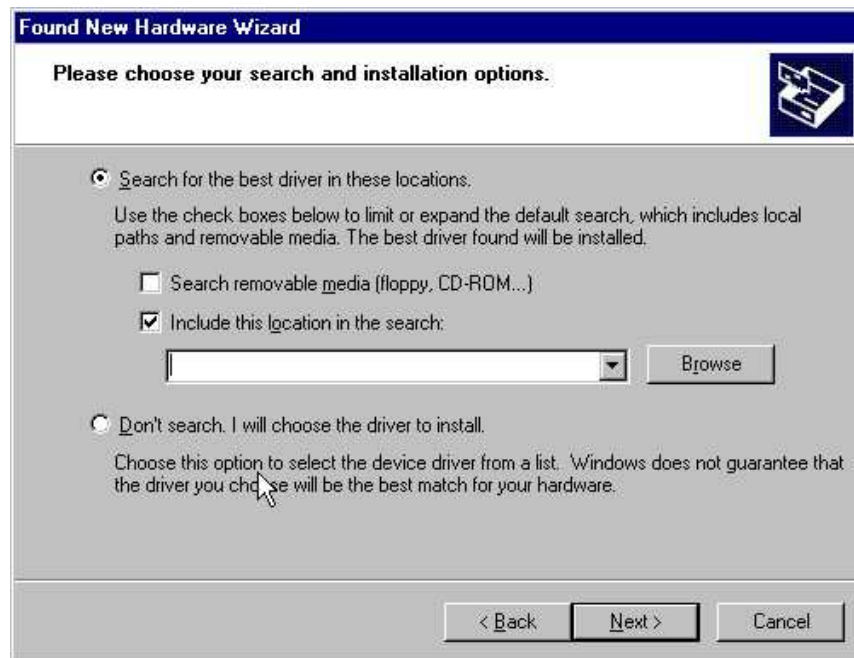 Found New Hardware Wizard
Please choose your search and installation options.
Search for the best driver in these locations.
Use the check boxes below to limit or expand the default search, which includes local
paths and removable media. The best driver found will be installed.
Search removable media (floppy, CD-ROM...)
Include this location in the search:
Browse
Don't search. I will choose the driver to install.
Choose this option to select the device driver from a list. Windows does not guarantee that
the driver you choose will be the best match for your hardware.
< Back Next > Cancel